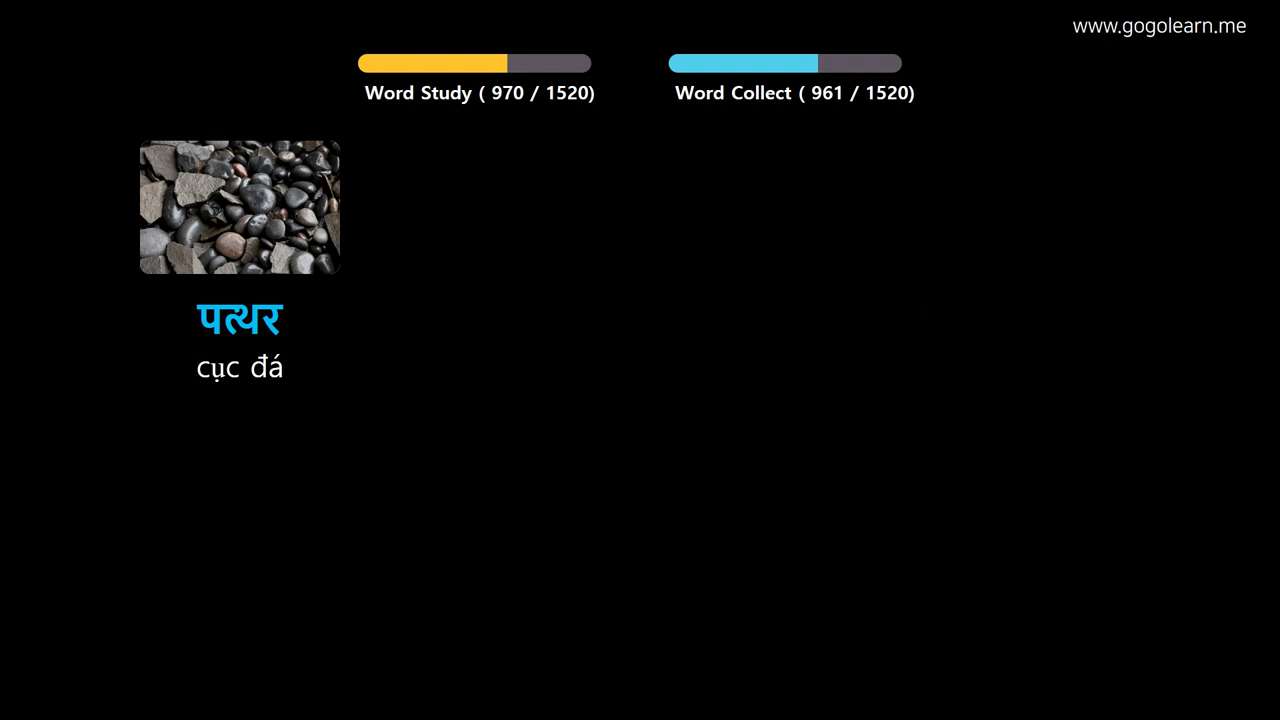 www.gogolearn.me
Word Study ( 970 / 1520)
Word Collect ( 961 / 1520)
पत्थर
cục đá